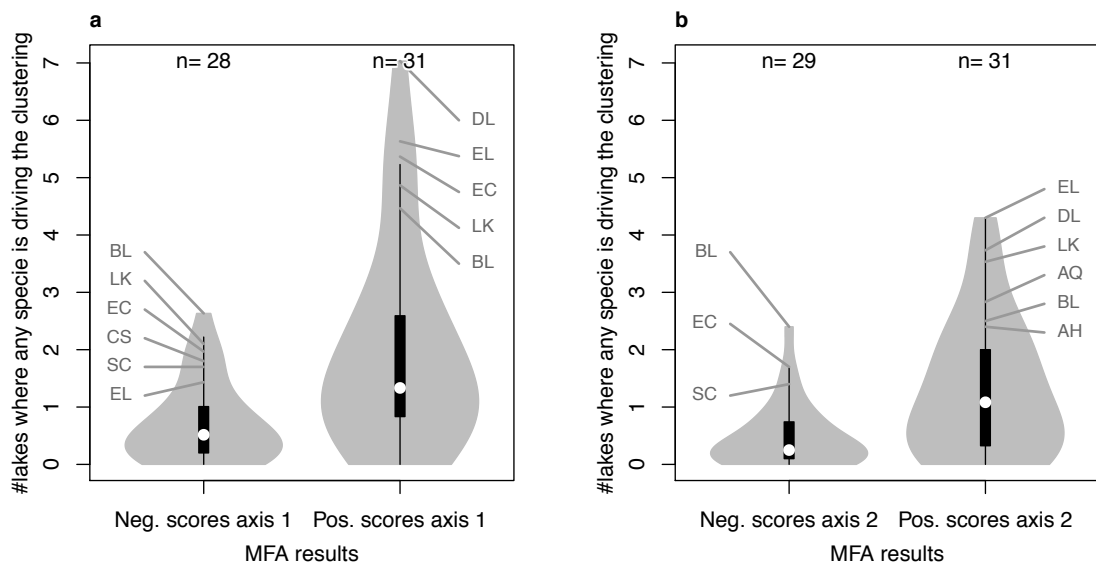 a
#lakes where any specie is driving the clustering
7
6
5
4
3
2
1
0
n= 28
n= 31
DL
EL
EC
LK
BL
BL
LK
EC
CS
SC
EL
Neg. scores axis 1
Pos. scores axis 1
MFA results
b
#lakes where any specie is driving the clustering
7
6
5
4
3
2
1
0
n= 29
n= 31
BL
EC
SC
EL
DL
LK
AQ
BL
AH
Neg. scores axis 2
Pos. scores axis 2
MFA results